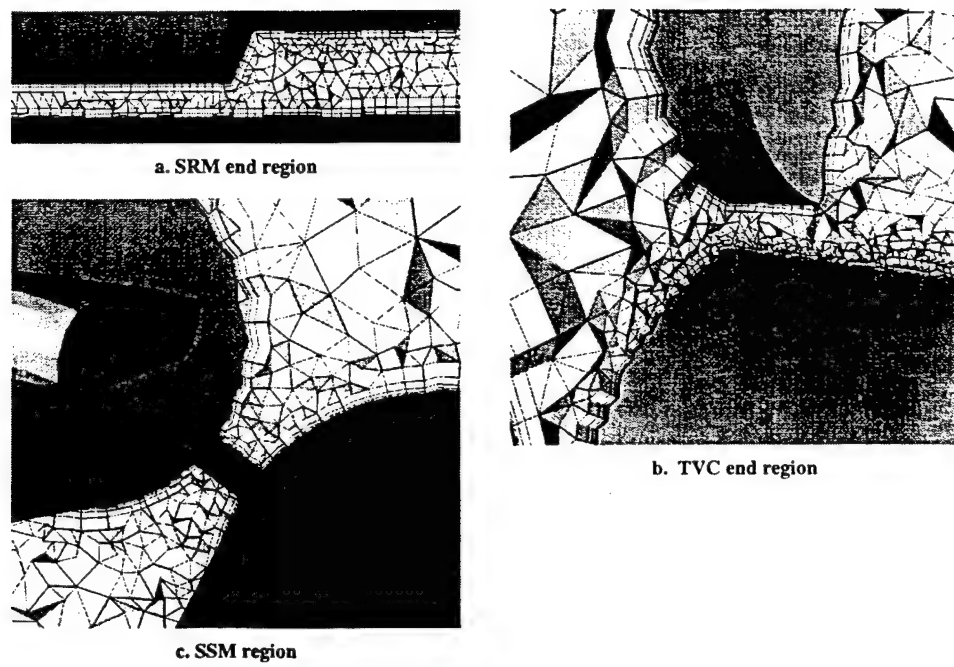 a. SRM end region
b. TVC end region
c. SSM region